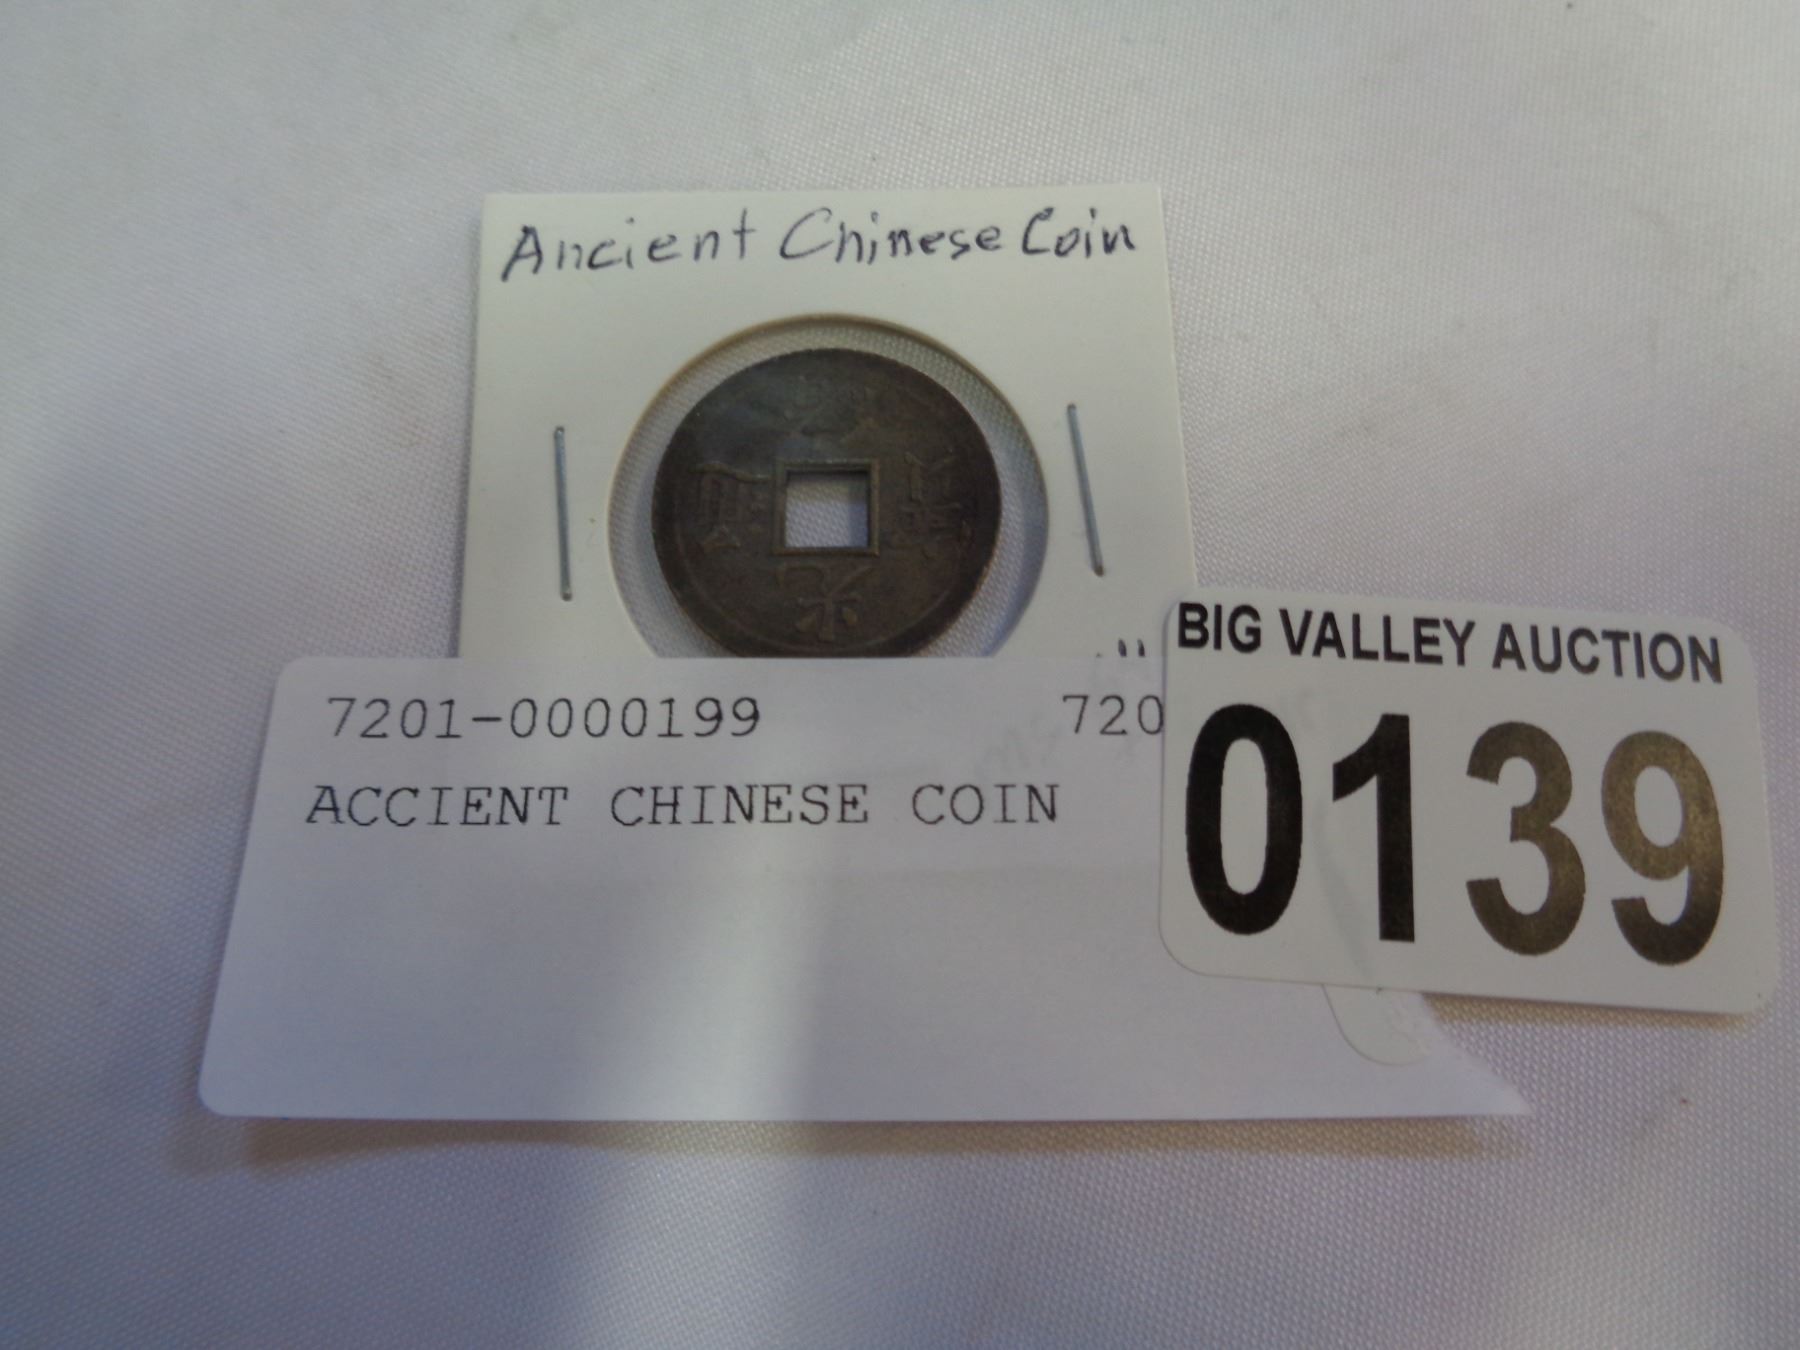 Ancient Chinese Coin
BIG VALLEY AUCTION
0139
7201-0000199 720
ACCIENT CHINESE COIN